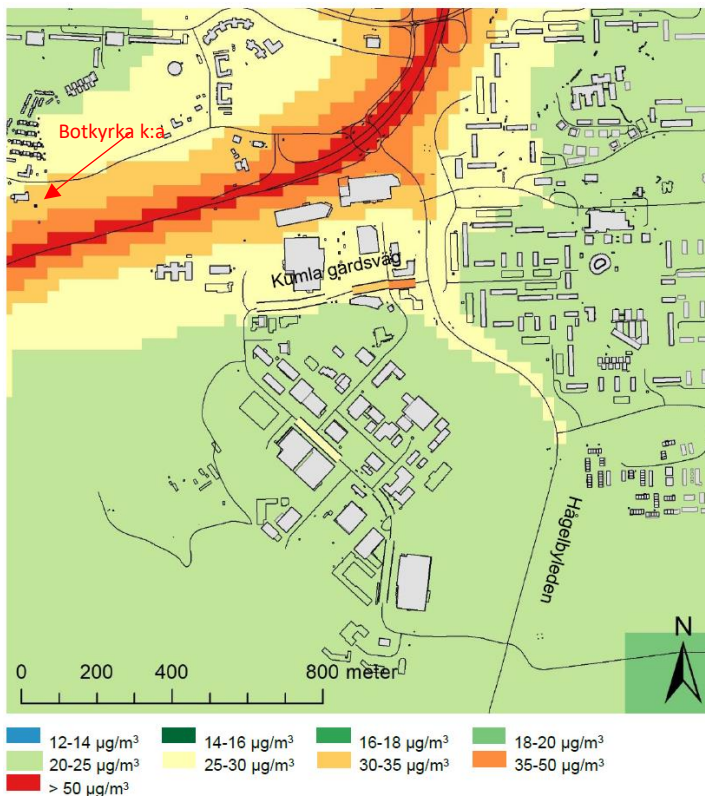 Botkyrka k:a
Kumla gårdsväg
Hågelbyleden
N
0 200 400 800 meter
12-14 µg/m³ 14-16 µg/m³ 16-18 µg/m³ 18-20 µg/m³
20-25 µg/m³ 25-30 µg/m³ 30-35 µg/m³ 35-50 µg/m³
> 50 µg/m³